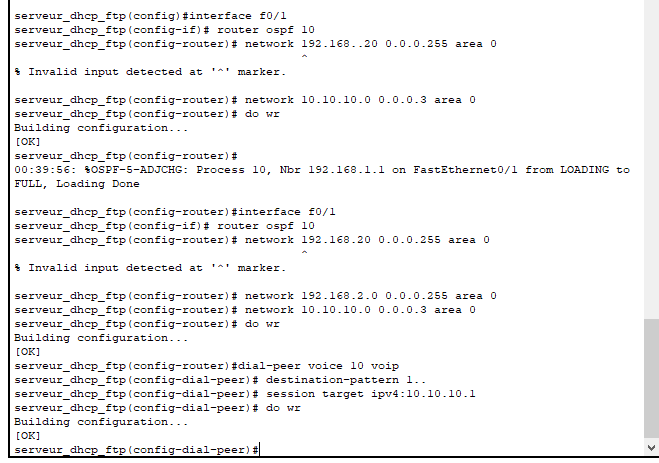 serveur_dhcp_ftp(config)#interface f0/1
serveur_dhcp_ftp(config-if)# router ospf 10
serveur_dhcp_ftp(config-router)# network 192.168..20 0.0.0.255 area 0
^
% Invalid input detected at '^' marker.
serveur_dhcp_ftp(config-router)# network 10.10.10.0 0.0.0.3 area 0
serveur_dhcp_ftp(config-router)# do wr
Building configuration...
[OK]
serveur_dhcp_ftp(config-router)#
00:39:56: %OSPF-5-ADJCHG: Process 10, Nbr 192.168.1.1 on FastEthernet0/1 from LOADING to
FULL, Loading Done
serveur_dhcp_ftp(config-router)#interface f0/1
serveur_dhcp_ftp(config-if)# router ospf 10
serveur_dhcp_ftp(config-router)# network 192.168.20 0.0.0.255 area 0
^
% Invalid input detected at '^' marker.
serveur_dhcp_ftp(config-router)# network 192.168.2.0 0.0.0.255 area 0
serveur_dhcp_ftp(config-router)# network 10.10.10.0 0.0.0.3 area 0
serveur_dhcp_ftp(config-router)# do wr
Building configuration...
[OK]
serveur_dhcp_ftp(config-router)#dial-peer voice 10 voip
serveur_dhcp_ftp(config-dial-peer)# destination-pattern 1..
serveur_dhcp_ftp(config-dial-peer)# session target ipv4:10.10.10.1
serveur_dhcp_ftp(config-dial-peer)# do wr
Building configuration...
[OK]
serveur_dhcp_ftp(config-dial-peer)#